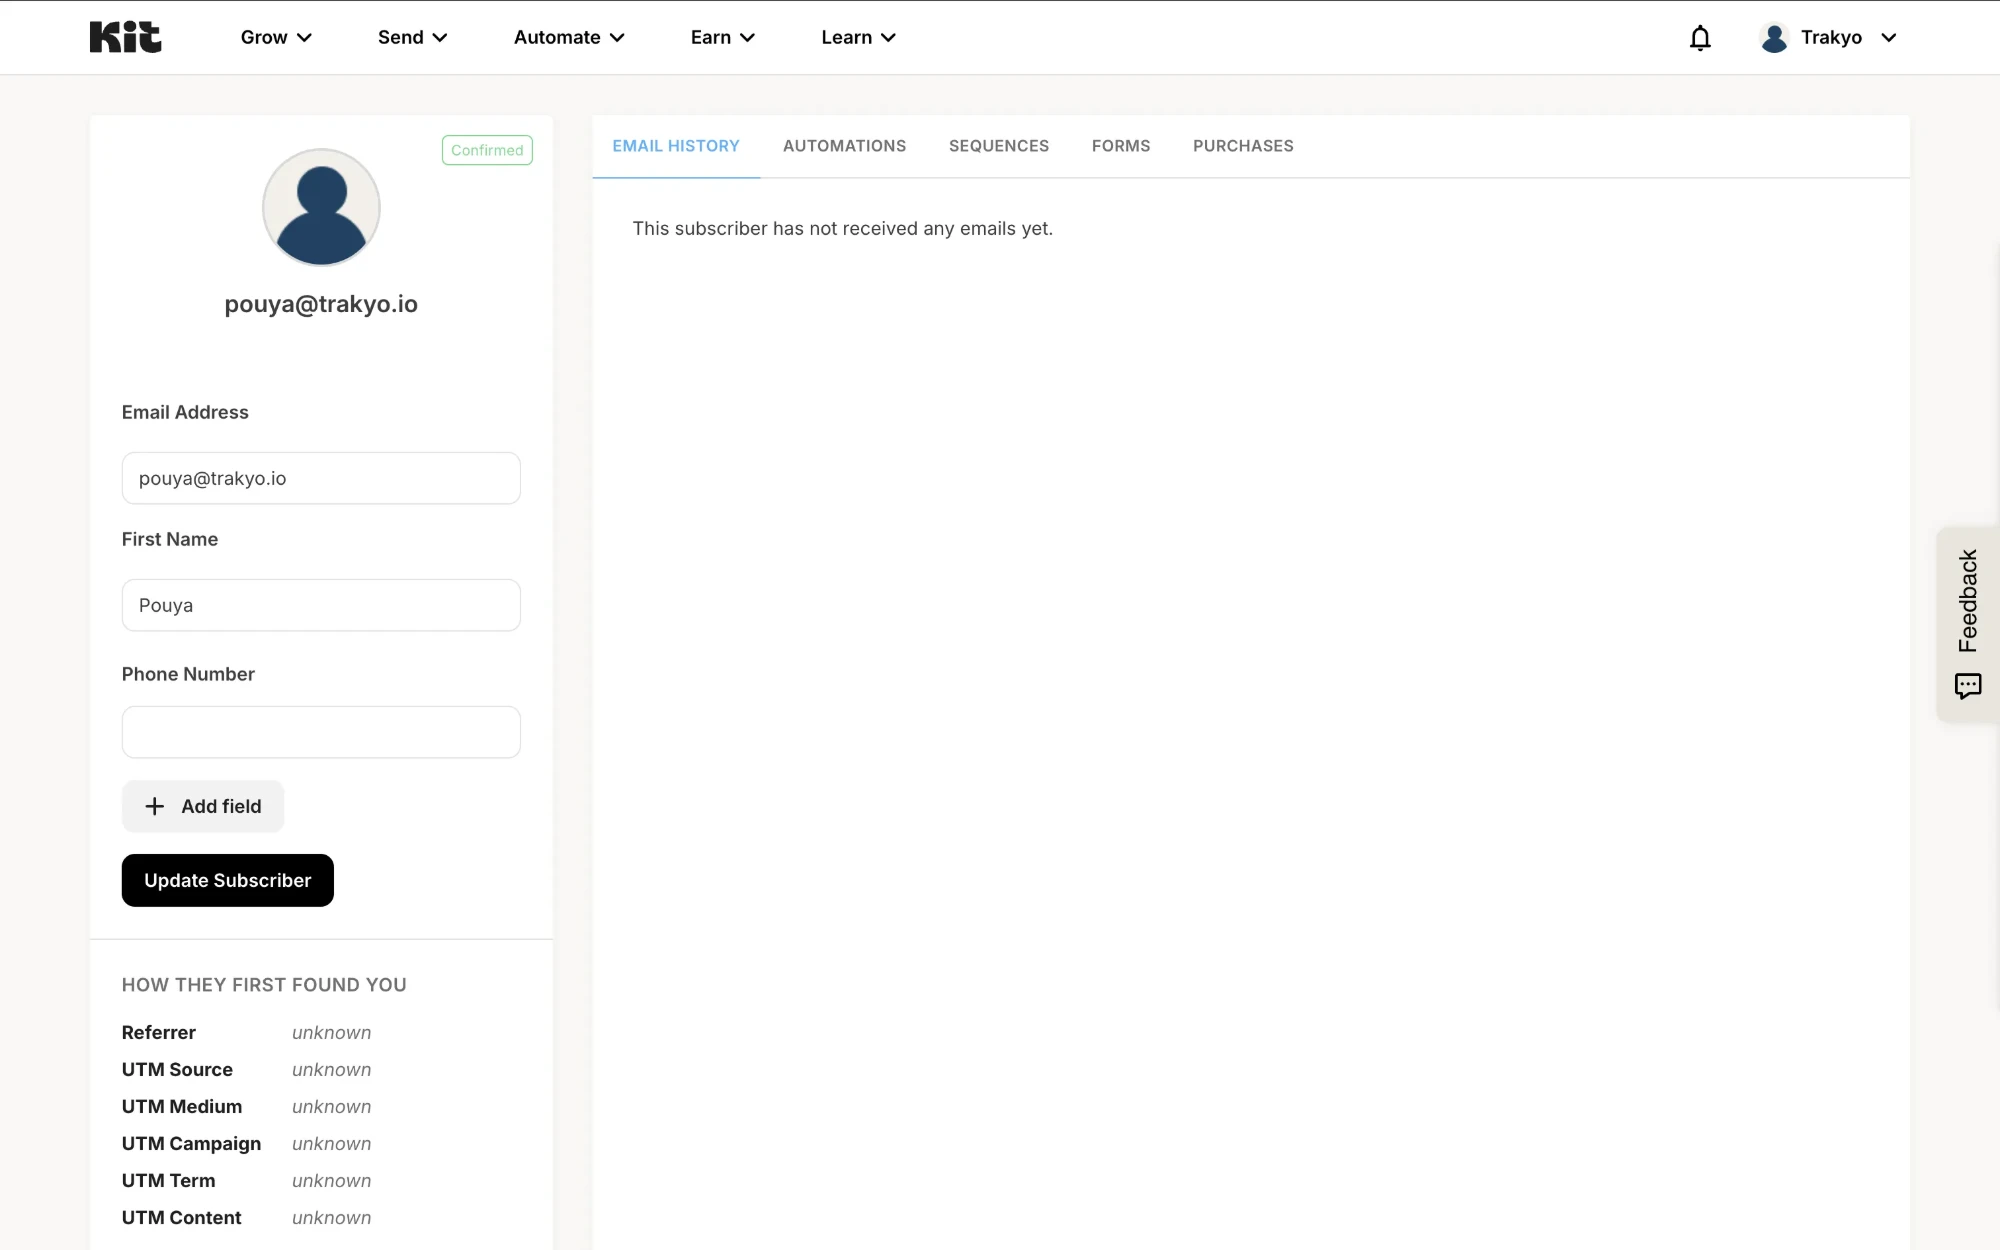 Kit
Grow
Send
Automate
Earn
Learn
Trakyo
Confirmed
pouya@trakyo.io
Email Address
pouya@trakyo.io
First Name
Pouya
Phone Number
Add field
Update Subscriber
HOW THEY FIRST FOUND YOU
Referrer unknown
UTM Source unknown
UTM Medium unknown
UTM Campaign unknown
UTM Term unknown
UTM Content unknown
EMAIL HISTORY
AUTOMATIONS
SEQUENCES
FORMS
PURCHASES
This subscriber has not received any emails yet.
Feedback